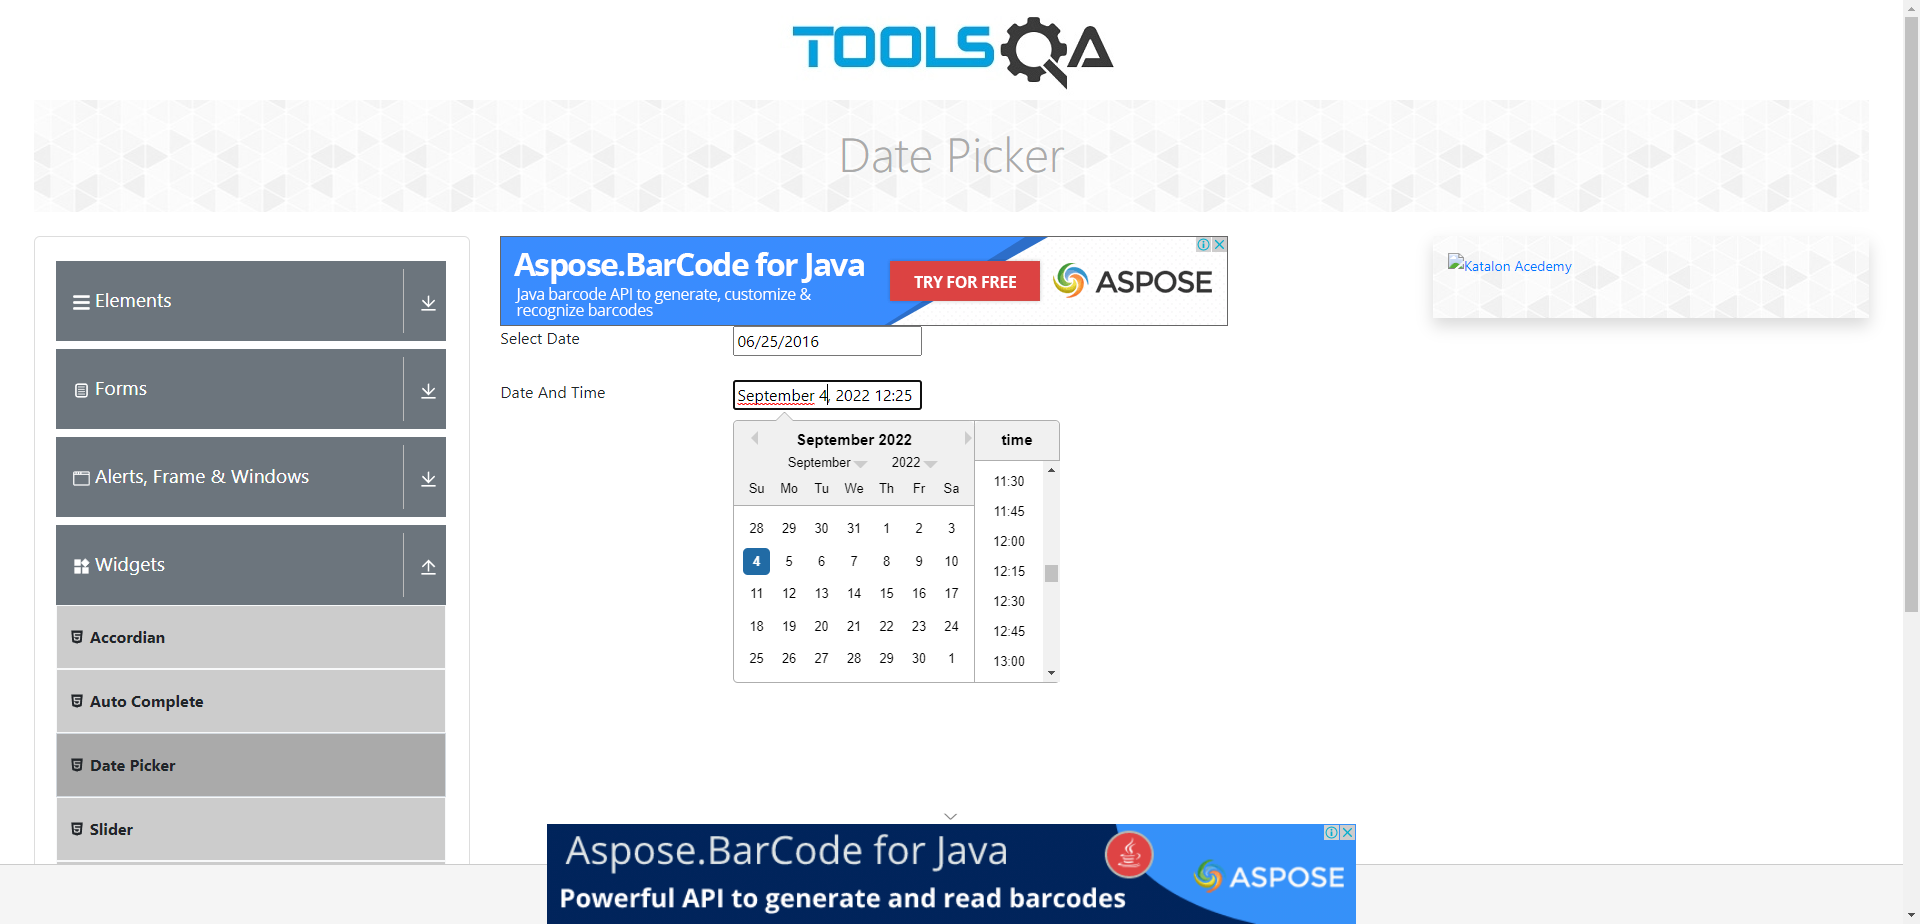 TOOLSQA
Date Picker
Elements
Forms
Alerts, Frame & Windows
Widgets
Accordian
Auto Complete
Date Picker
Slider
Aspose.BarCode for Java
Java barcode API to generate, customize &
recognize barcodes
TRY FOR FREE
ASPOSE
Select Date
06/25/2016
Date And Time
September 4, 2022 12:25
September 2022
September 2022
Su Mo Tu We Th Fr Sa
28 29 30 31 1 2 3
4 5 6 7 8 9 10
11 12 13 14 15 16 17
18 19 20 21 22 23 24
25 26 27 28 29 30 1
time
11:30
11:45
12:00
12:15
12:30
12:45
13:00
Katalon Acedemy
Aspose.BarCode for Java
Powerful API to generate and read barcodes
ASPOSE